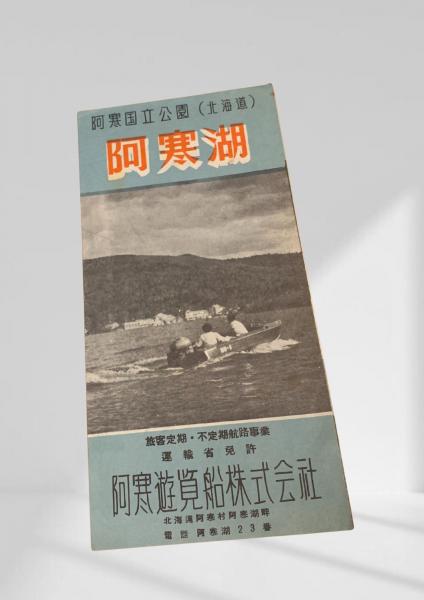 阿寒国立公園（北海道）
阿寒湖
旅客定期・不定期航路事業
運輸省免許
阿寒遊覧船株式会社
北海道阿寒村阿寒湖畔
電話 阿寒湖23番